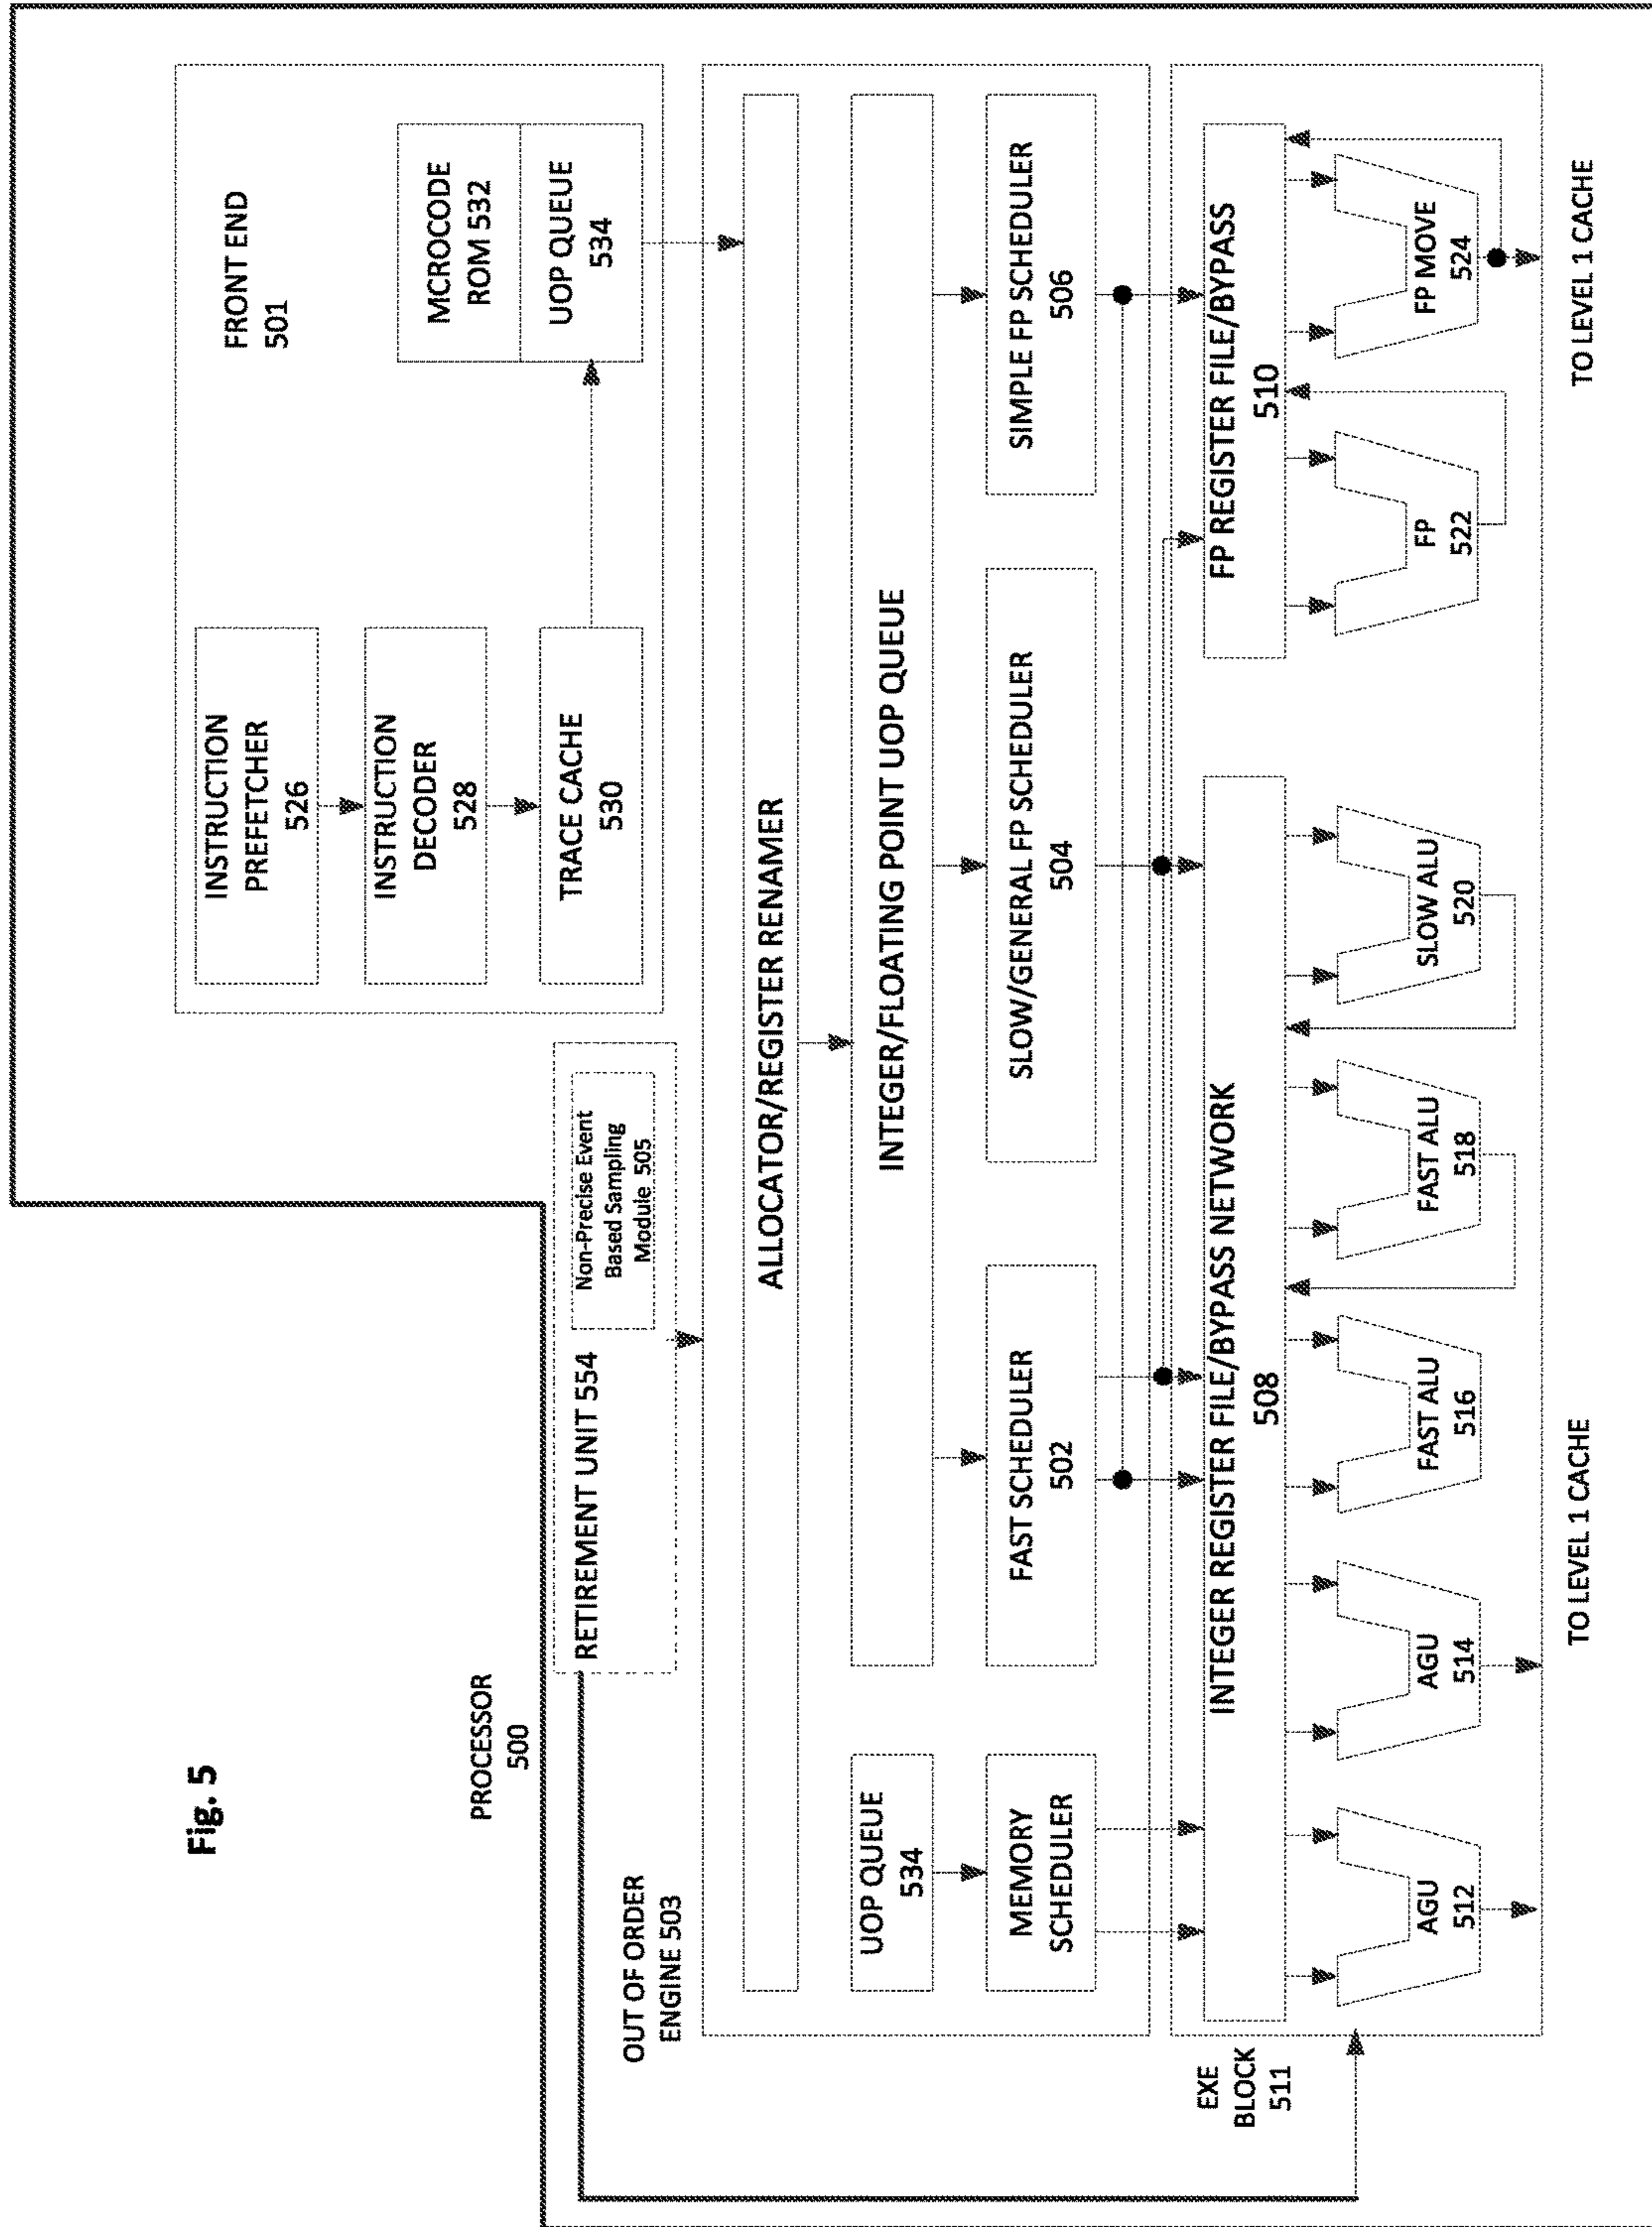 Fig. 5
PROCESSOR
500
FRONT END
501
INSTRUCTION
PREFETCHER
526
INSTRUCTION
DECODER
528
TRACE CACHE
530
MCROCODE
ROM 532
UOP QUEUE
534
RETIREMENT UNIT 554
Non-Precise Event
Based Sampling
Module 505
OUT OF ORDER
ENGINE 503
ALLOCATOR/REGISTER RENAMER
UOP QUEUE
534
INTEGER/FLOATING POINT UOP QUEUE
MEMORY
SCHEDULER
FAST SCHEDULER
502
SLOW/GENERAL FP SCHEDULER
504
SIMPLE FP SCHEDULER
506
EXE
BLOCK
511
INTEGER REGISTER FILE/BYPASS NETWORK
508
FP REGISTER FILE/BYPASS
510
AGU
512
AGU
514
FAST ALU
516
FAST ALU
518
SLOW ALU
520
FP
522
FP MOVE
524
TO LEVEL 1 CACHE
TO LEVEL 1 CACHE